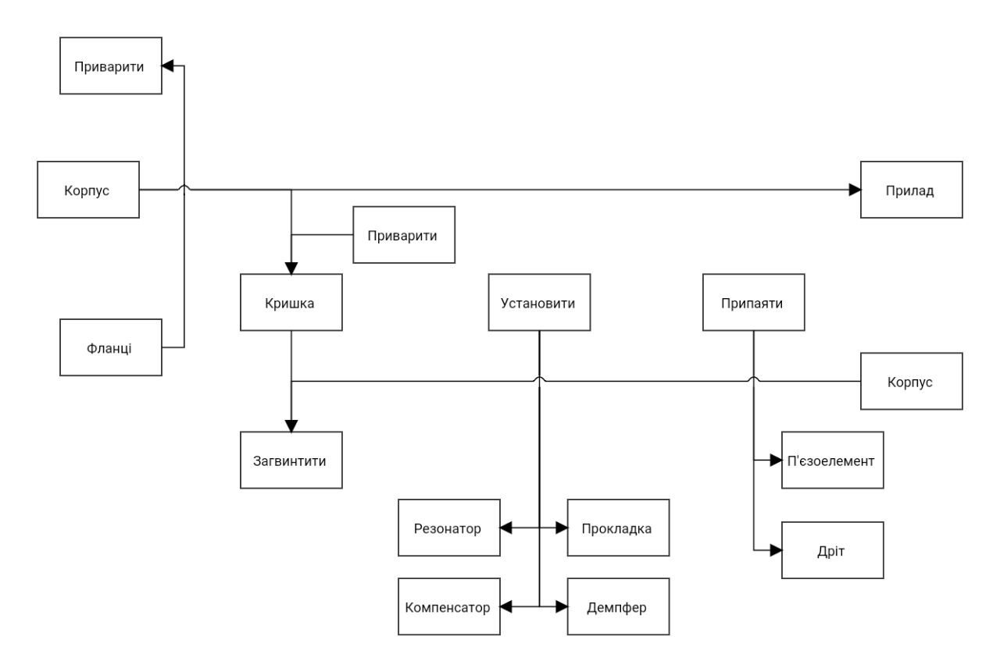 Приварити
Корпус
Прилад
Приварити
Кришка
Установити
Припаяти
Фланці
Корпус
Загвинтити
П'єзоелемент
Резонатор
Прокладка
Дріт
Компенсатор
Демпфер